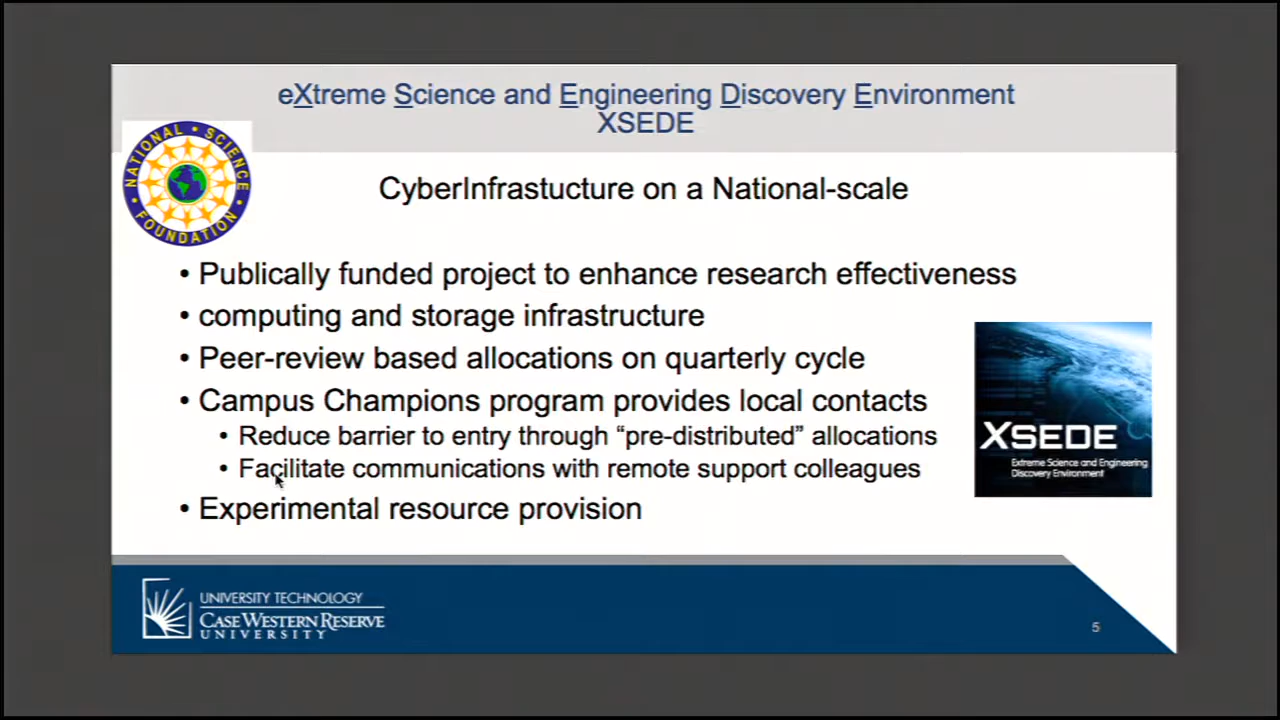 eXtreme Science and Engineering Discovery Environment
XSEDE
NATIONAL SCIENCE FOUNDATION
CyberInfrastucture on a National-scale
• Publically funded project to enhance research effectiveness
• computing and storage infrastructure
• Peer-review based allocations on quarterly cycle
• Campus Champions program provides local contacts
• Reduce barrier to entry through “pre-distributed” allocations
• Facilitate communications with remote support colleagues
• Experimental resource provision
XSEDE
Extreme Science and Engineering
Discovery Environment
UNIVERSITY TECHNOLOGY
CASE WESTERN RESERVE
UNIVERSITY
5